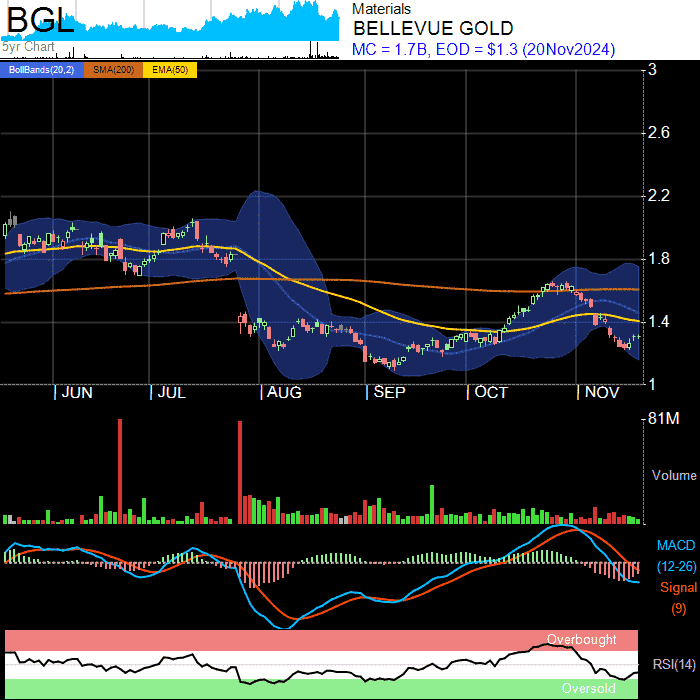 BGL
5yr Chart
Materials
BELLEVUE GOLD
MC = 1.7B, EOD = $1.3 (20Nov2024)
BollBands(20,2) SMA(200) EMA(50)
3
2.6
2.2
1.8
1.4
1
JUN JUL AUG SEP OCT NOV
81M
Volume
MACD
(12-26)
Signal
(9)
Overbought
RSI(14)
Oversold